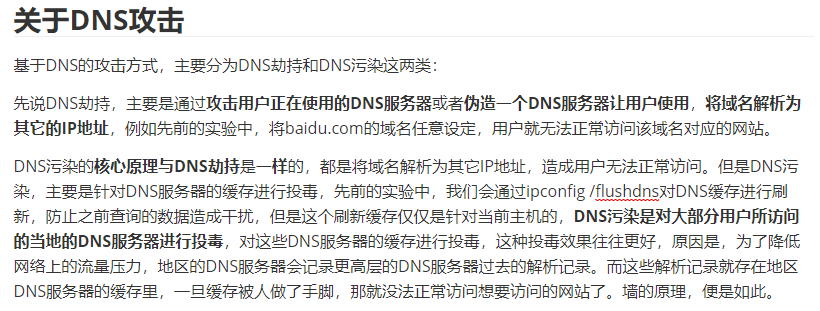 关于DNS攻击
基于DNS的攻击方式，主要分为DNS劫持和DNS污染这两类：
先说DNS劫持，主要是通过攻击用户正在使用的DNS服务器或者伪造一个DNS服务器让用户使用，将域名解析为
其它的IP地址，例如先前的实验中，将baidu.com的域名任意设定，用户就无法正常访问该域名对应的网站。
DNS污染的核心原理与DNS劫持是一样的，都是将域名解析为其它IP地址，造成用户无法正常访问。但是DNS污
染，主要是针对DNS服务器的缓存进行投毒，先前的实验中，我们会通过ipconfig /flushdns对DNS缓存进行刷
新，防止之前查询的数据造成干扰，但是这个刷新缓存仅仅是针对当前主机的，DNS污染是对大部分用户所访问
的当地的DNS服务器进行投毒，对这些DNS服务器的缓存进行投毒，这种投毒效果往往更好，原因是，为了降低
网络上的流量压力，地区的DNS服务器会记录更高层的DNS服务器过去的解析记录。而这些解析记录就存在地区
DNS服务器的缓存里，一旦缓存被人做了手脚，那就没法正常访问想要访问的网站了。墙的原理，便是如此。